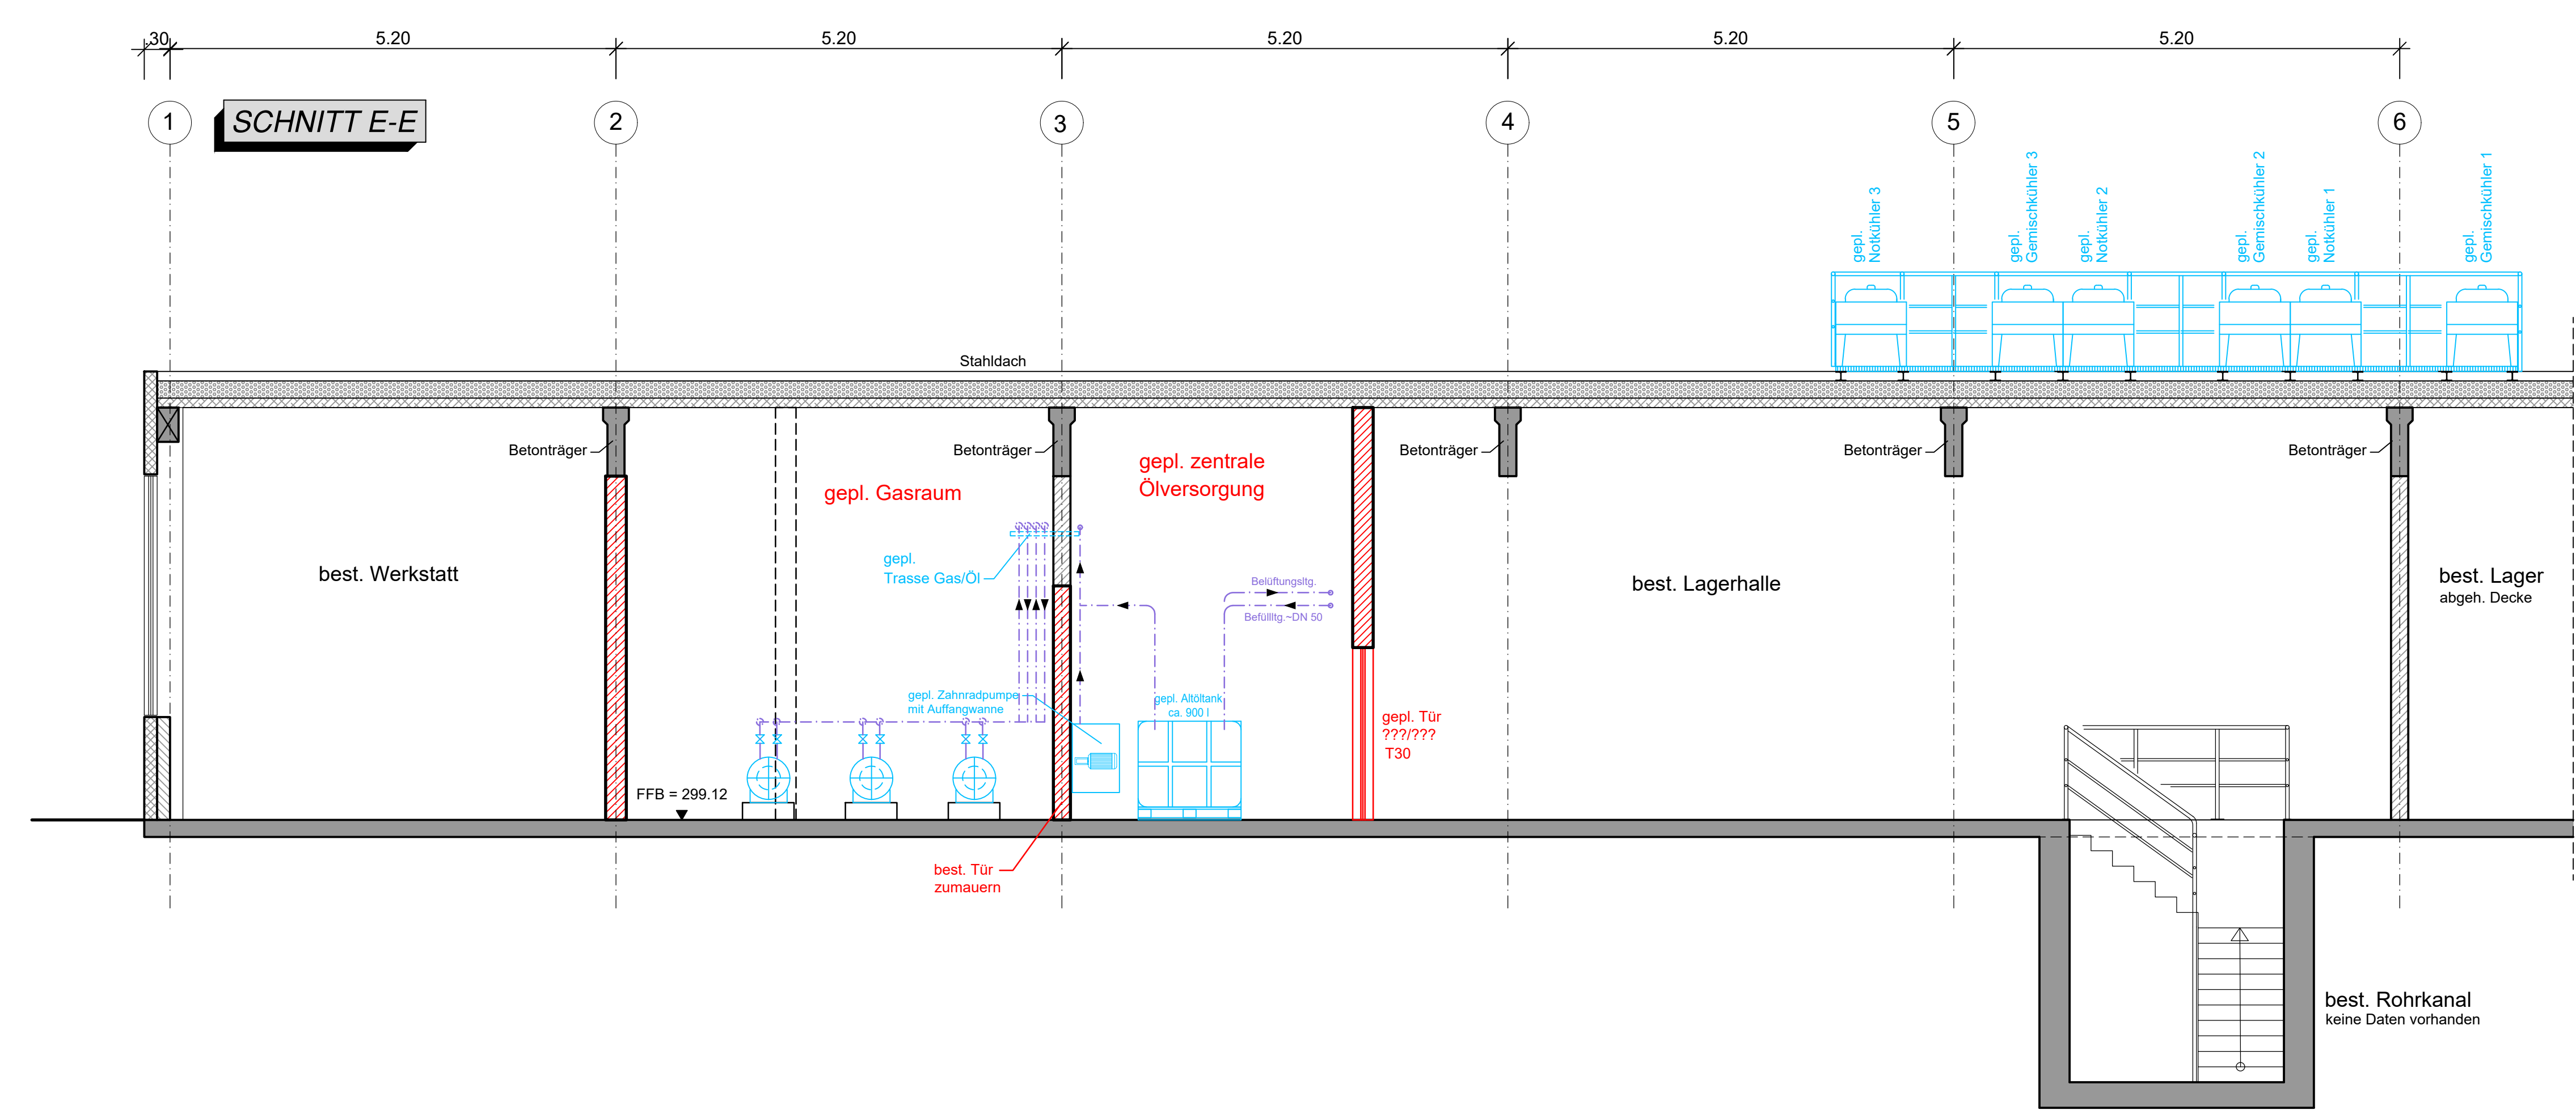 .30
5.20
5.20
5.20
5.20
5.20
1
SCHNITT E-E
2
3
4
5
6
gepl.
Notkühler 3
gepl.
Gemischkühler 3
gepl.
Notkühler 2
gepl.
Gemischkühler 2
gepl.
Notkühler 1
gepl.
Gemischkühler 1
Stahldach
Betonträger
Betonträger
Betonträger
Betonträger
Betonträger
gepl. Gasraum
gepl. zentrale
Ölversorgung
best. Werkstatt
gepl.
Trasse Gas/Öl
Belüftungsltg.
Befüllltg.~DN 50
best. Lagerhalle
best. Lager
abgeh. Decke
gepl. Zahnradpumpe
mit Auffangwanne
gepl. Altöltank
ca. 900 l
gepl. Tür
???/???
T30
FFB = 299.12
best. Tür
zumauern
best. Rohrkanal
keine Daten vorhanden